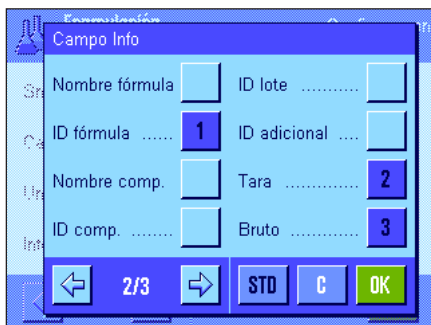 Formulación
Campo Info
Nombre fórmula
ID lote ...........
ID fórmula ...... 1
ID adicional ....
Nombre comp.
Tara ............. 2
ID comp. ........
Bruto ........... 3
2/3
STD
C
OK